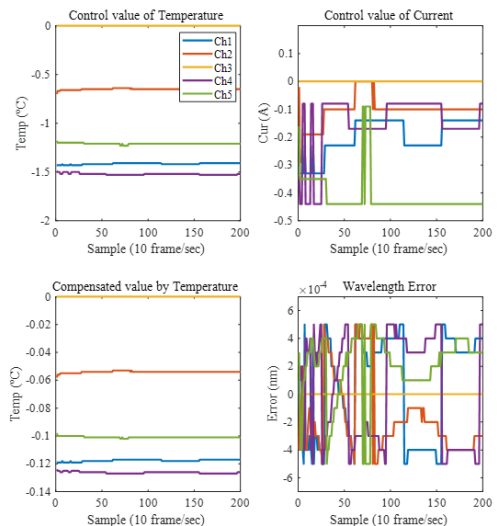 Control value of Temperature
0
-0.5
-1
-1.5
-2
Temp (°C)
0 50 100 150 200
Sample (10 frame/sec)
Ch1
Ch2
Ch3
Ch4
Ch5
Control value of Current
0.1
0
-0.1
-0.2
-0.3
-0.4
-0.5
Cur (A)
0 50 100 150 200
Sample (10 frame/sec)
Compensated value by Temperature
0
-0.02
-0.04
-0.06
-0.08
-0.1
-0.12
-0.14
Temp (°C)
0 50 100 150 200
Sample (10 frame/sec)
Wavelength Error
×10⁻⁴
6
4
2
0
-2
-4
-6
Error (nm)
0 50 100 150 200
Sample (10 frame/sec)